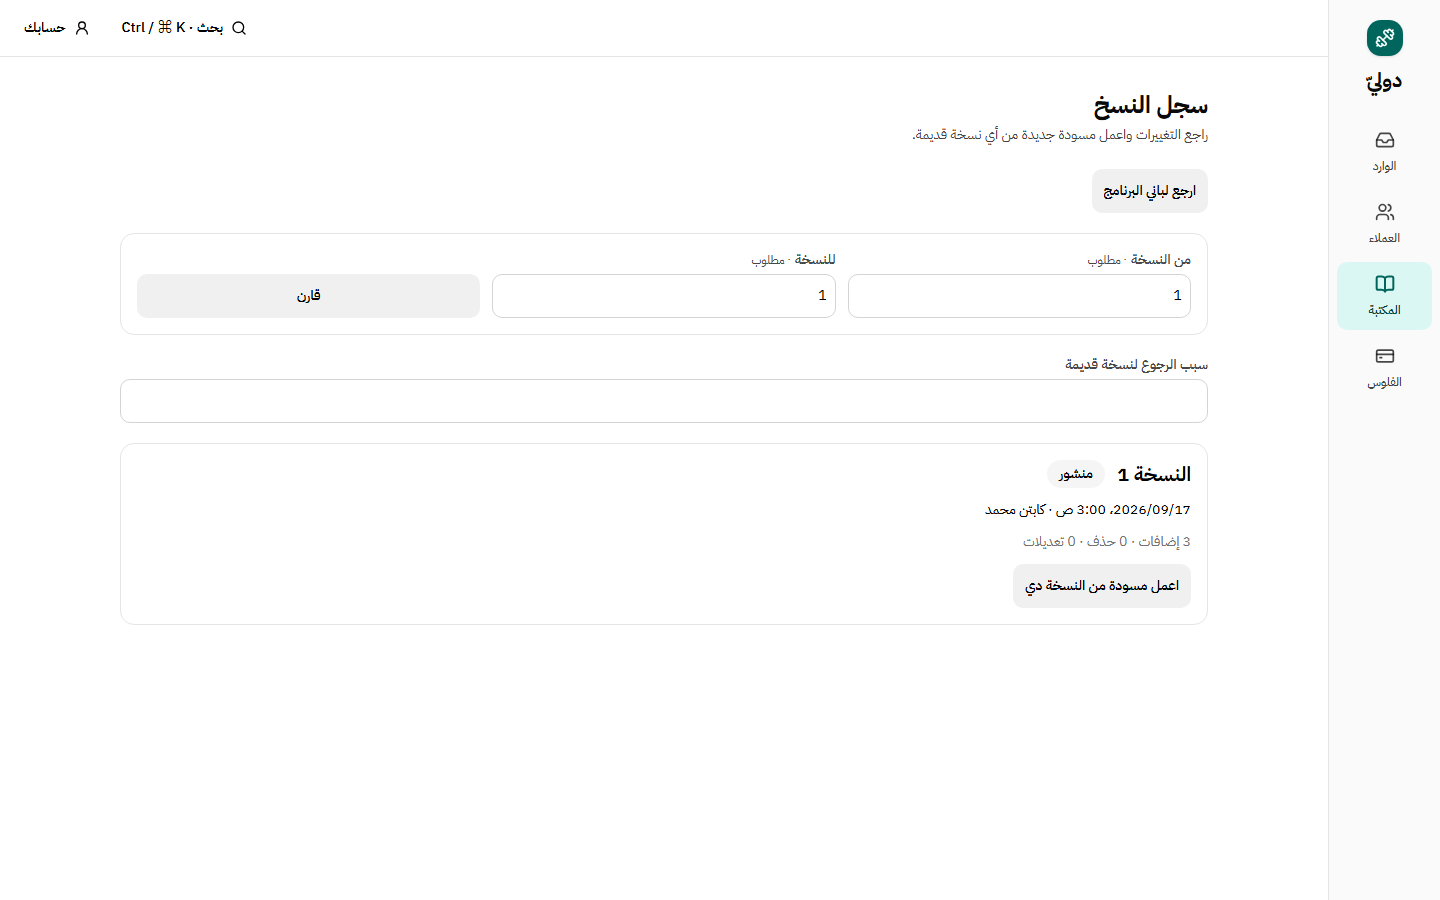 دوليّ
الوارد
العملاء
المكتبة
الفلوس
بحث · Ctrl / ⌘ K
حسابك
سجل النسخ
راجع التغييرات واعمل مسودة جديدة من أي نسخة قديمة.
ارجع لباني البرنامج
من النسخة · مطلوب
1
للنسخة · مطلوب
1
قارن
سبب الرجوع لنسخة قديمة
النسخة 1 منشور
2026/09/17، 3:00 ص · كابتن محمد
3 إضافات · 0 حذف · 0 تعديلات
اعمل مسودة من النسخة دي